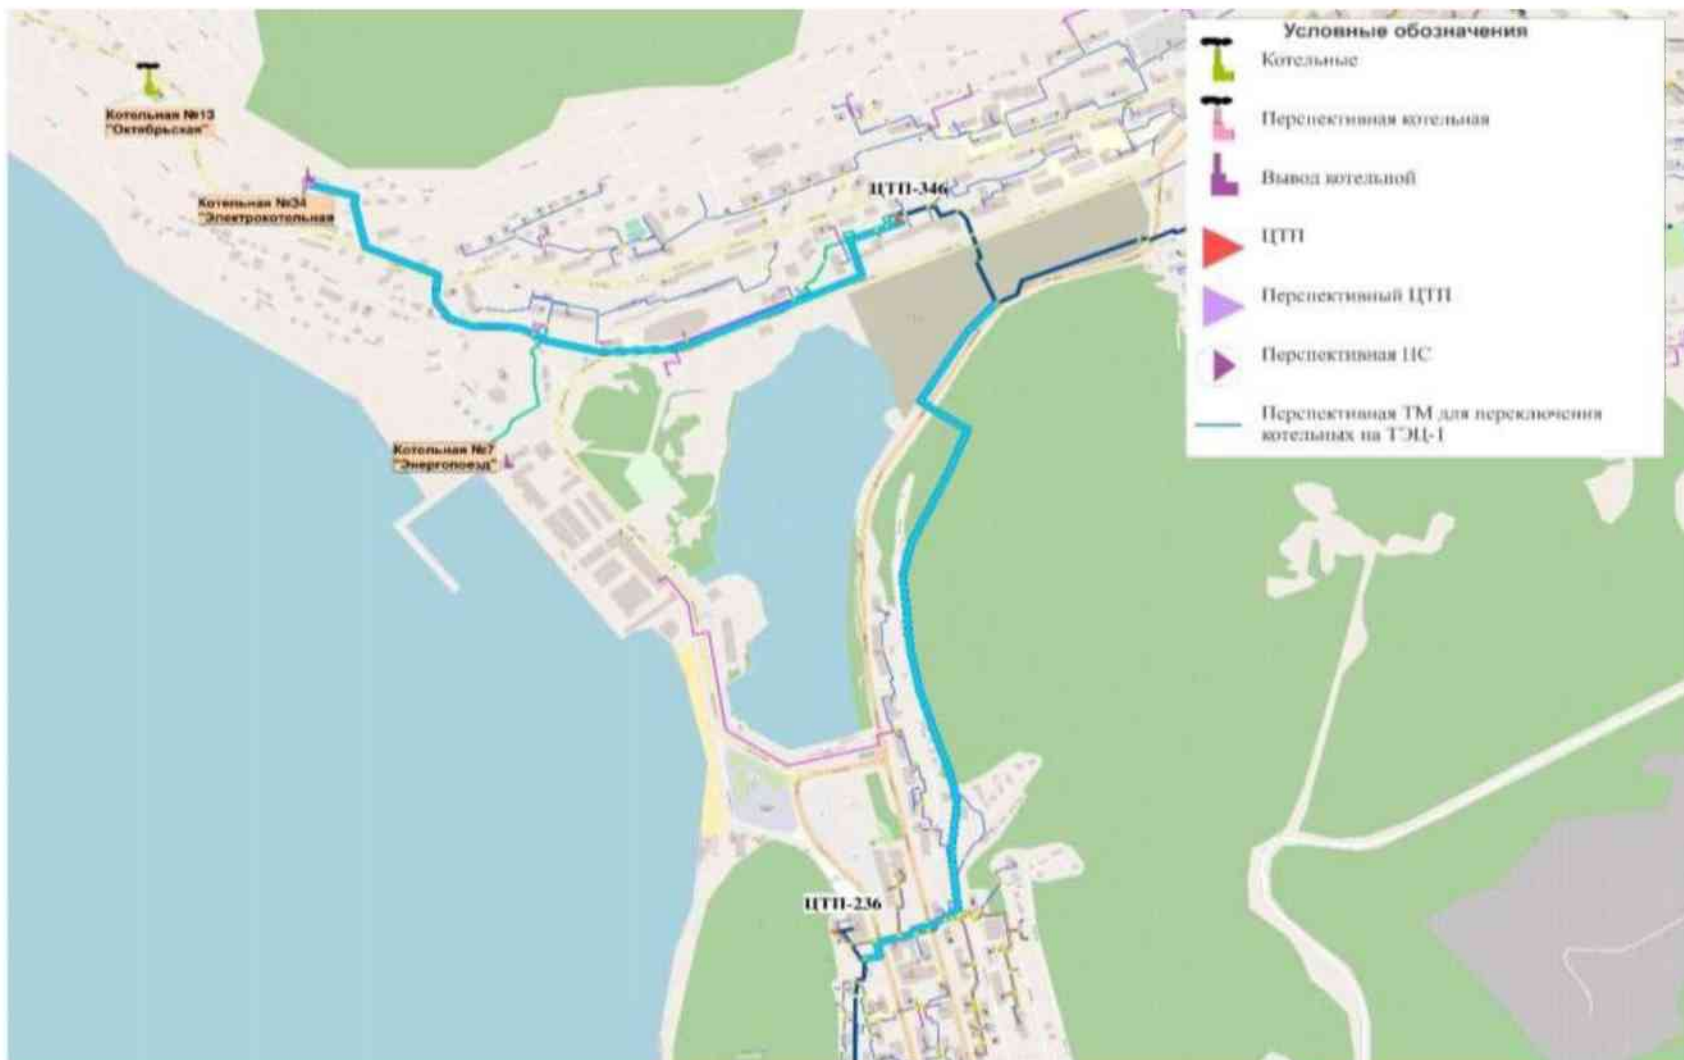 Условные обозначения
Котельные
Перспективная котельная
Вывод котельной
ЦТП
Перспективный ЦТП
Перспективная НС
Перспективная ТМ для переключения
котельных на ТЭЦ-1
Котельная №13
"Октябрьская"
Котельная №34
"Электрокотельная
ЦТП-346
Котельная №7
"Энергопоезд"
ЦТП-236